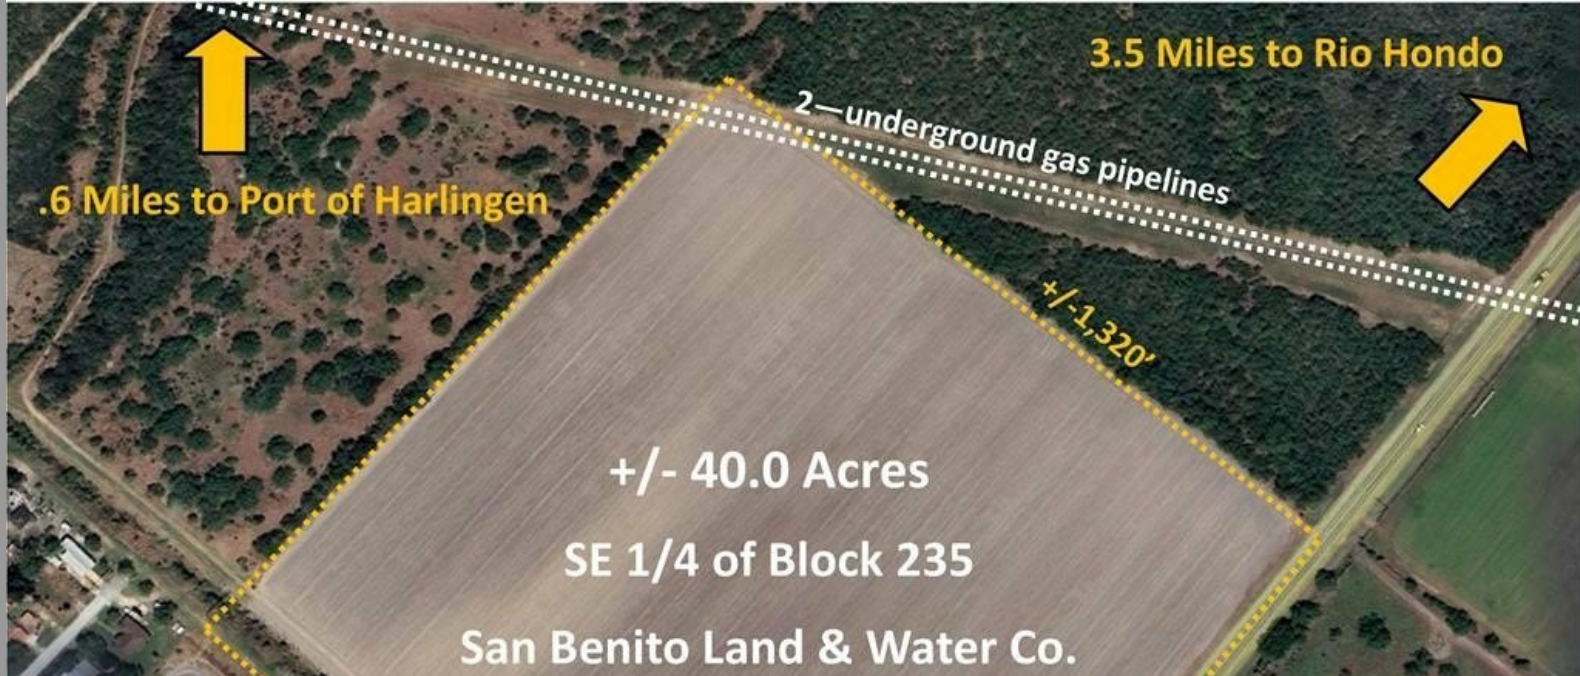 3.5 Miles to Rio Hondo
2—underground gas pipelines
.6 Miles to Port of Harlingen
+/-1,320’
+/- 40.0 Acres
SE 1/4 of Block 235
San Benito Land & Water Co.